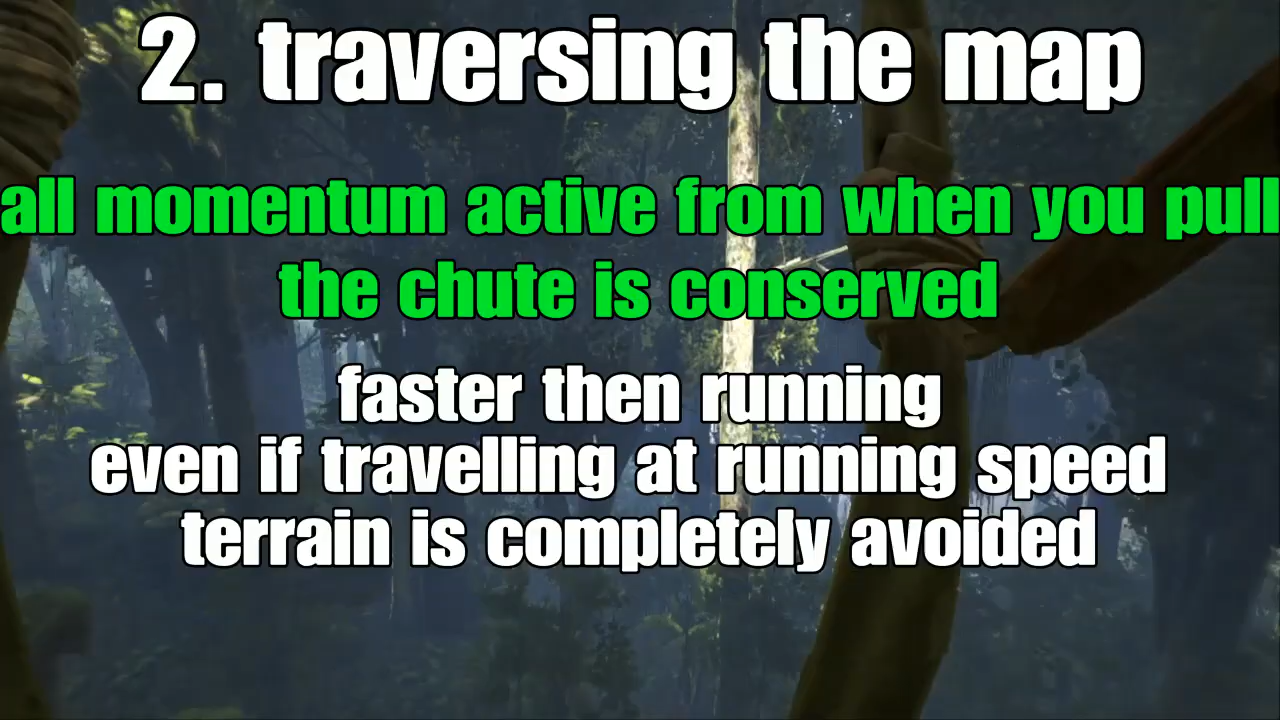 2. traversing the map
all momentum active from when you pull
the chute is conserved
faster then running
even if travelling at running speed
terrain is completely avoided